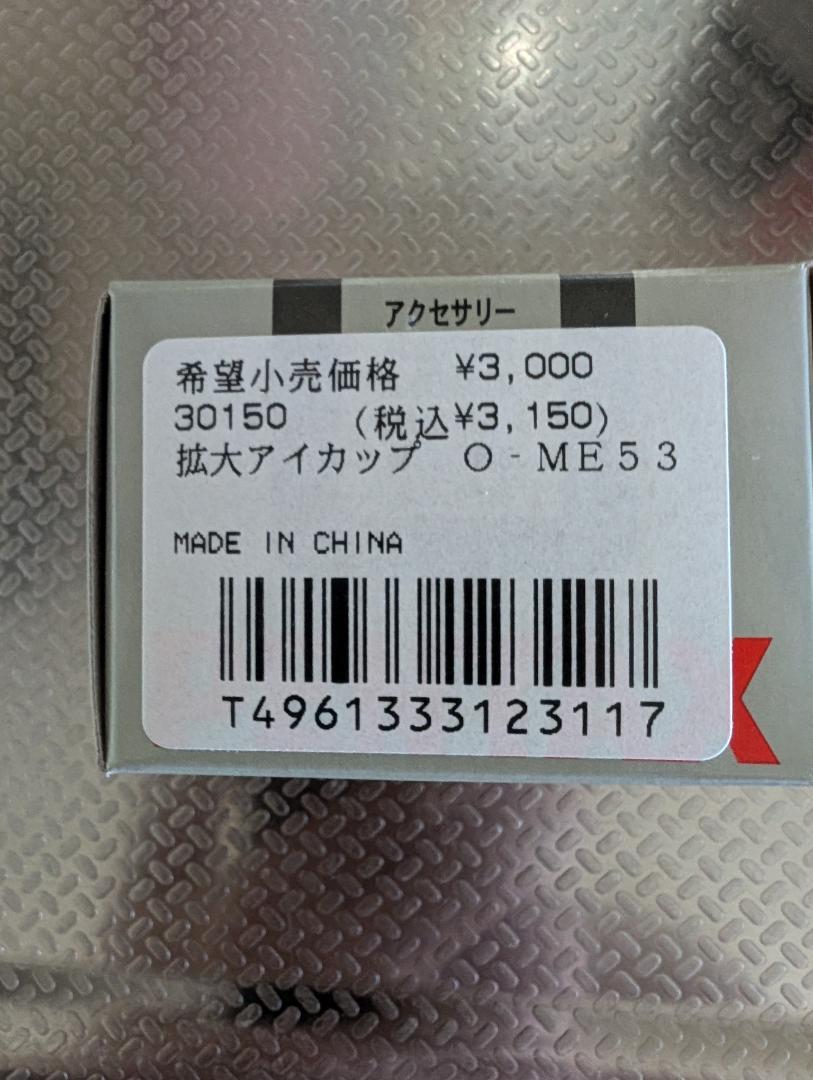 アクセサリー
希望小売価格 ¥3,000
30150 (税込¥3,150)
拡大アイカップ O-ME53
MADE IN CHINA
T4961333123117